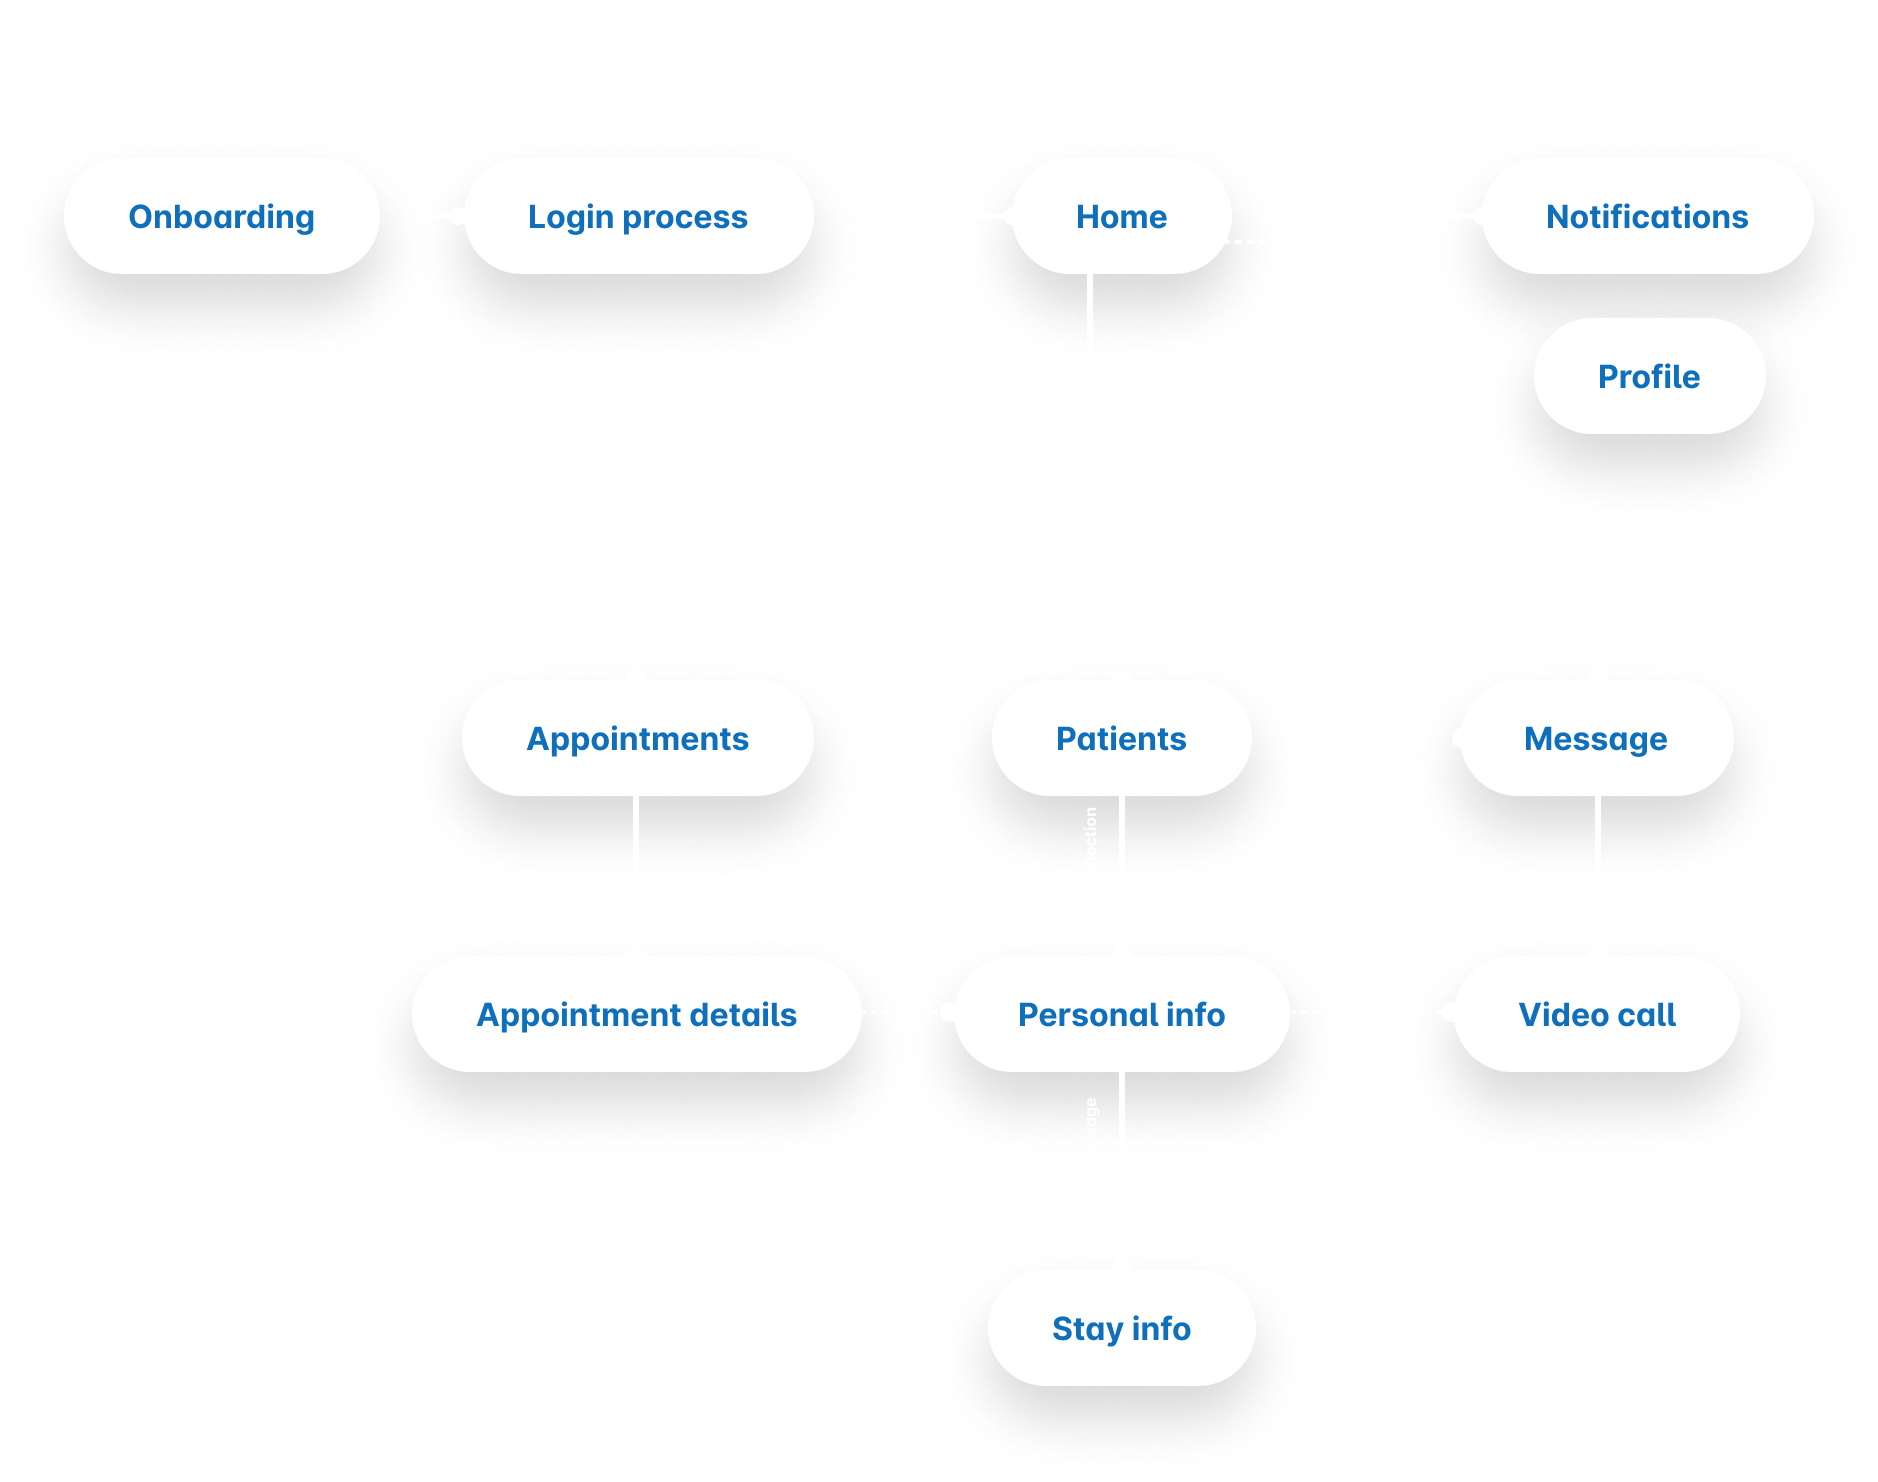 Onboarding
Login process
Home
Notifications
Profile
Appointments
Patients
Message
Appointment details
Personal info
Video call
Stay info